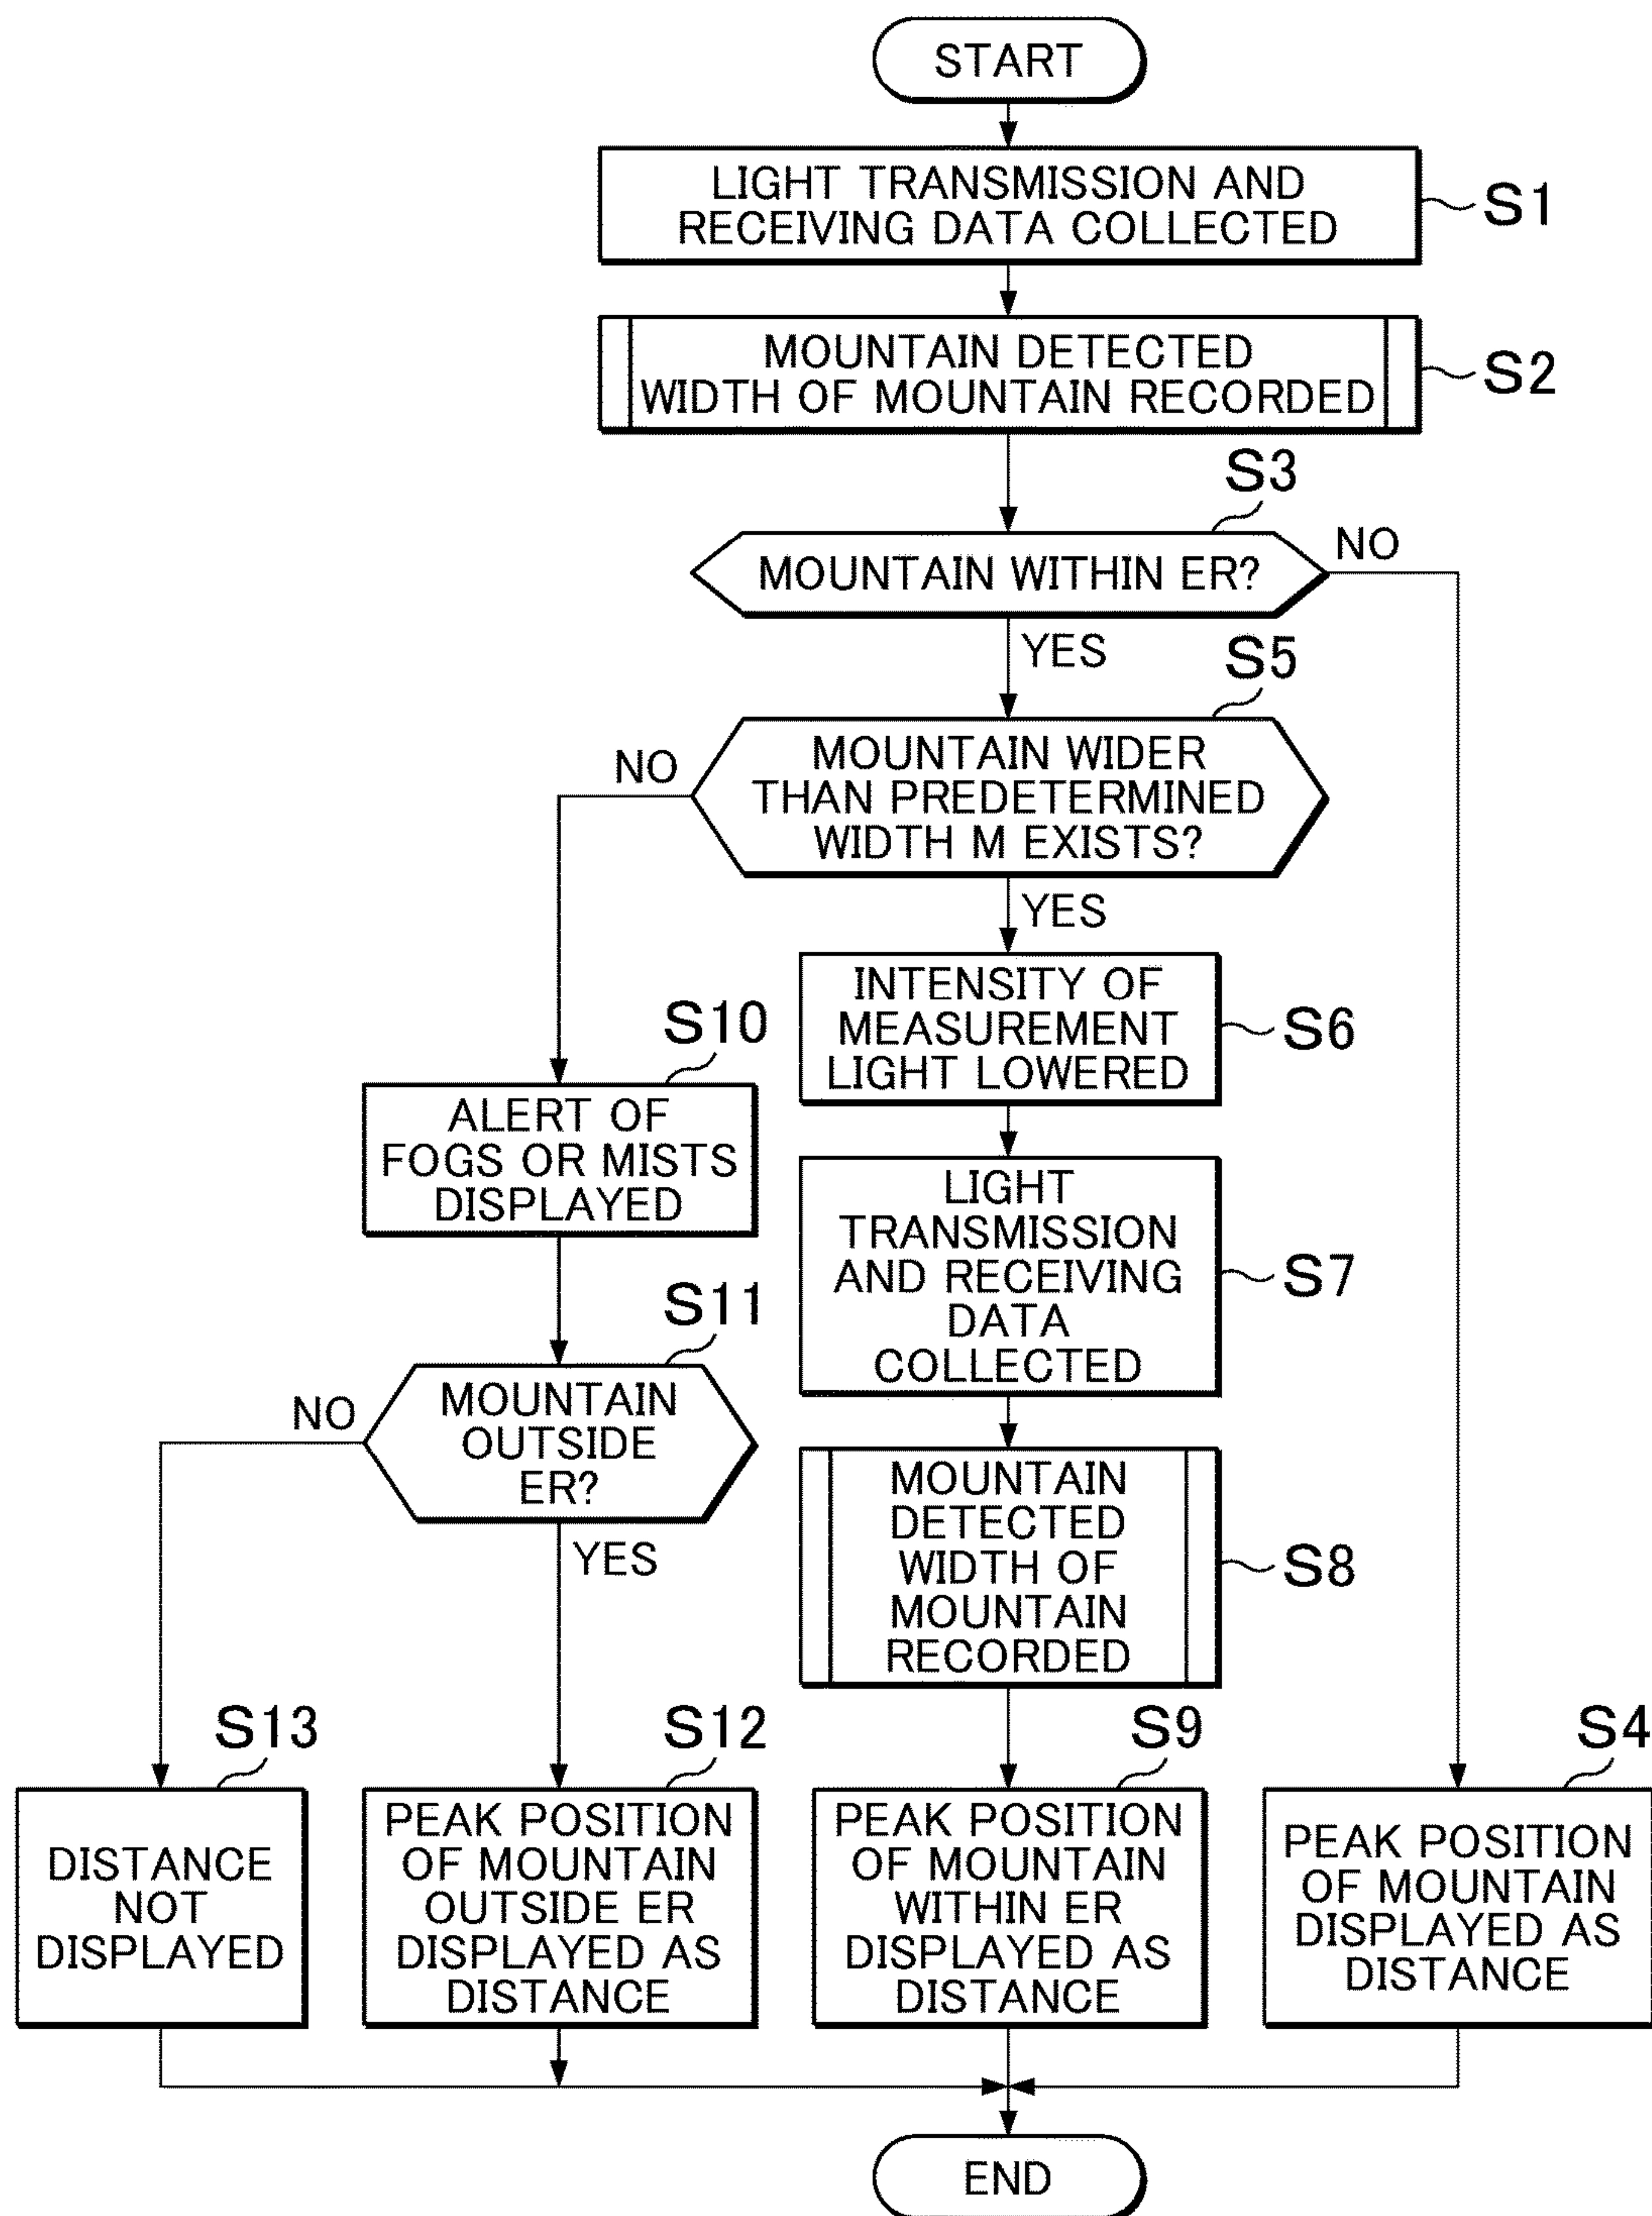 START
LIGHT TRANSMISSION AND
RECEIVING DATA COLLECTED
S1
MOUNTAIN DETECTED
WIDTH OF MOUNTAIN RECORDED
S2
S3
MOUNTAIN WITHIN ER?
NO
YES
S5
MOUNTAIN WIDER
THAN PREDETERMINED
WIDTH M EXISTS?
NO
YES
INTENSITY OF
MEASUREMENT
LIGHT LOWERED
S6
S10
ALERT OF
FOGS OR MISTS
DISPLAYED
LIGHT
TRANSMISSION
AND RECEIVING
DATA
COLLECTED
S7
S11
MOUNTAIN
OUTSIDE
ER?
NO
YES
MOUNTAIN
DETECTED
WIDTH OF
MOUNTAIN
RECORDED
S8
S13
DISTANCE
NOT
DISPLAYED
S12
PEAK POSITION
OF MOUNTAIN
OUTSIDE ER
DISPLAYED AS
DISTANCE
S9
PEAK POSITION
OF MOUNTAIN
WITHIN ER
DISPLAYED AS
DISTANCE
S4
PEAK POSITION
OF MOUNTAIN
DISPLAYED AS
DISTANCE
END